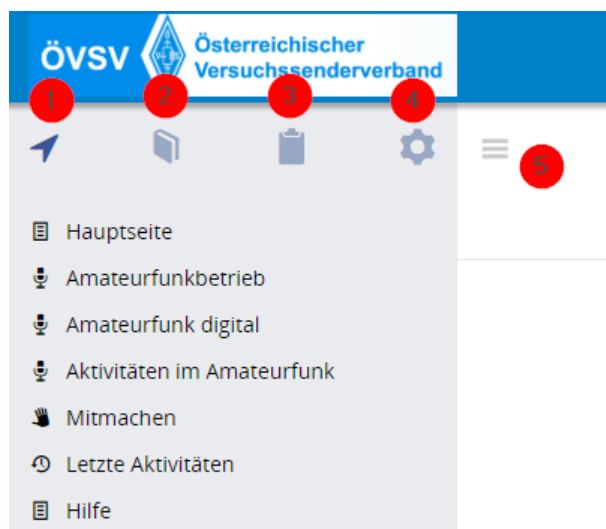 ÖVSV
Österreichischer
Versuchssenderverband
1
2
3
4
5
Hauptseite
Amateurfunkbetrieb
Amateurfunk digital
Aktivitäten im Amateurfunk
Mitmachen
Letzte Aktivitäten
Hilfe